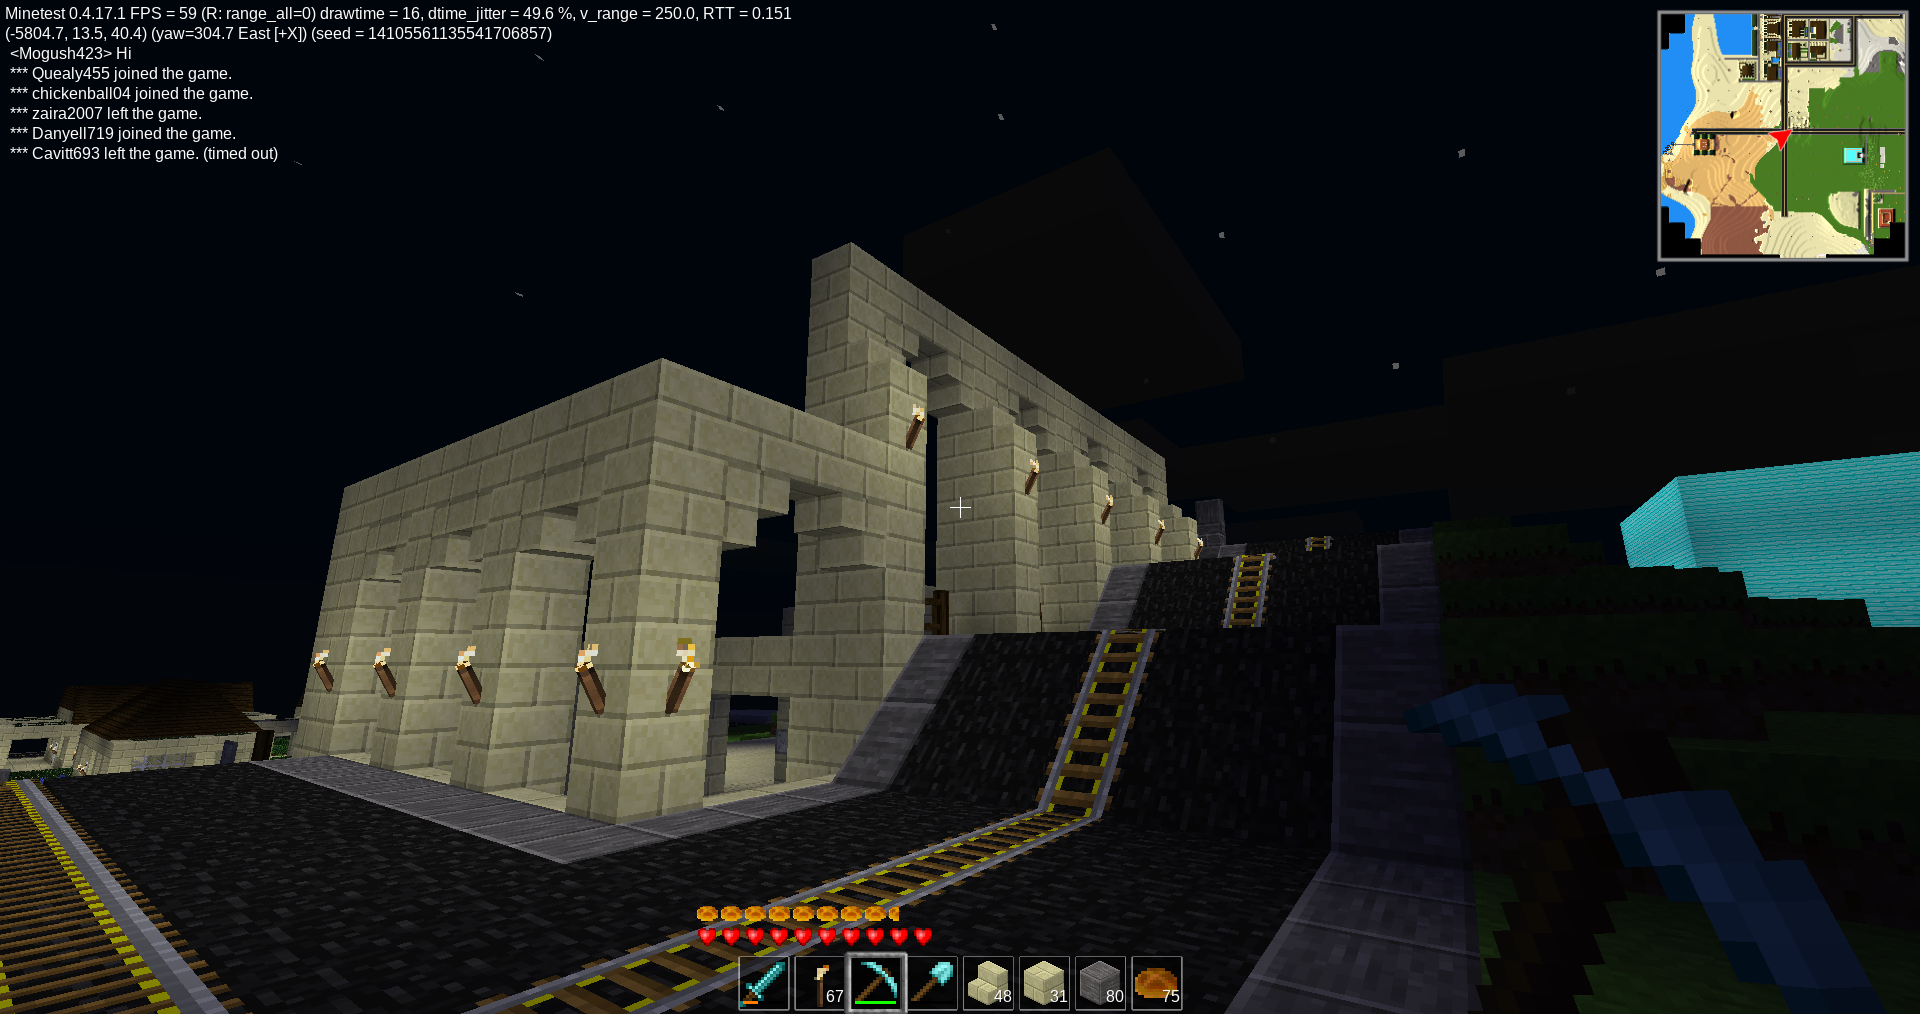 Minetest 0.4.17.1 FPS = 59 (R: range_all=0) drawtime = 16, dtime_jitter = 49.6 %, v_range = 250.0, RTT = 0.151
(-5804.7, 13.5, 40.4) (yaw=304.7 East [+X]) (seed = 14105561135541706857)
<Mogush423> Hi
*** Quealy455 joined the game.
*** chickenball04 joined the game.
*** zaira2007 left the game.
*** Danyell719 joined the game.
*** Cavitt693 left the game. (timed out)
67 48 31 80 75